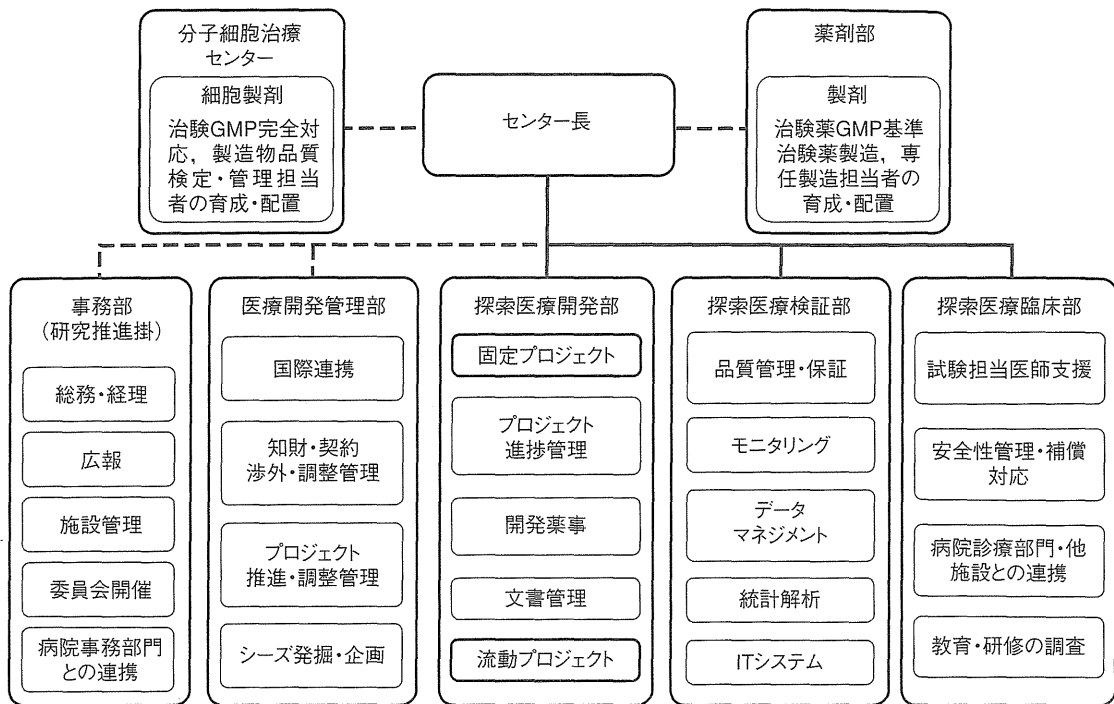 分子細胞治療
センター
細胞製剤
治験GMP完全対
応，製造物品質
検定・管理担当
者の育成・配置
センター長
薬剤部
製剤
治験薬GMP基準
治験薬製造，専
任製造担当者の
育成・配置
事務部
(研究推進掛)
総務・経理
広報
施設管理
委員会開催
病院事務部門
との連携
医療開発管理部
国際連携
知財・契約
渉外・調整管理
プロジェクト
推進・調整管理
シーズ発掘・企画
探索医療開発部
固定プロジェクト
プロジェクト
進捗管理
開発薬事
文書管理
流動プロジェクト
探索医療検証部
品質管理・保証
モニタリング
データ
マネジメント
統計解析
ITシステム
探索医療臨床部
試験担当医師支援
安全性管理・補償
対応
病院診療部門・他
施設との連携
教育・研修の調査